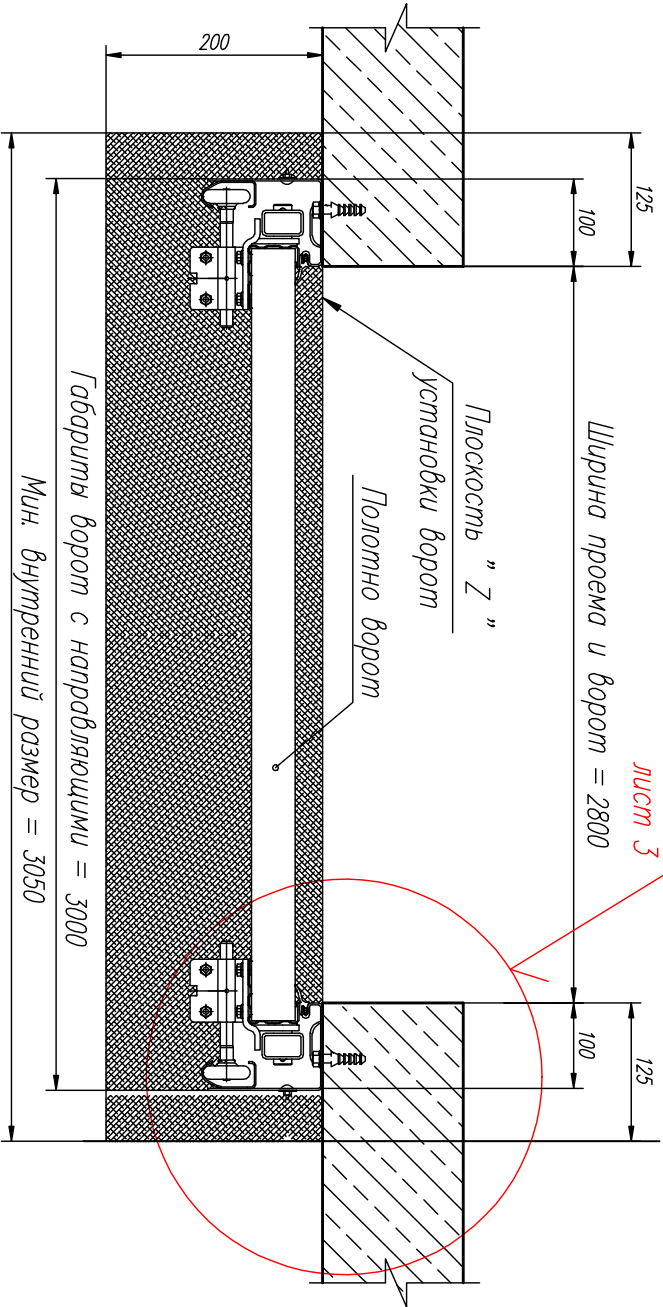 лист 3
125
100
Ширина проема и ворот = 2800
100
125
200
Плоскость " Z "
установки ворот
Полотно ворот
Габариты ворот с направляющими = 3000
Мин. внутренний размер = 3050